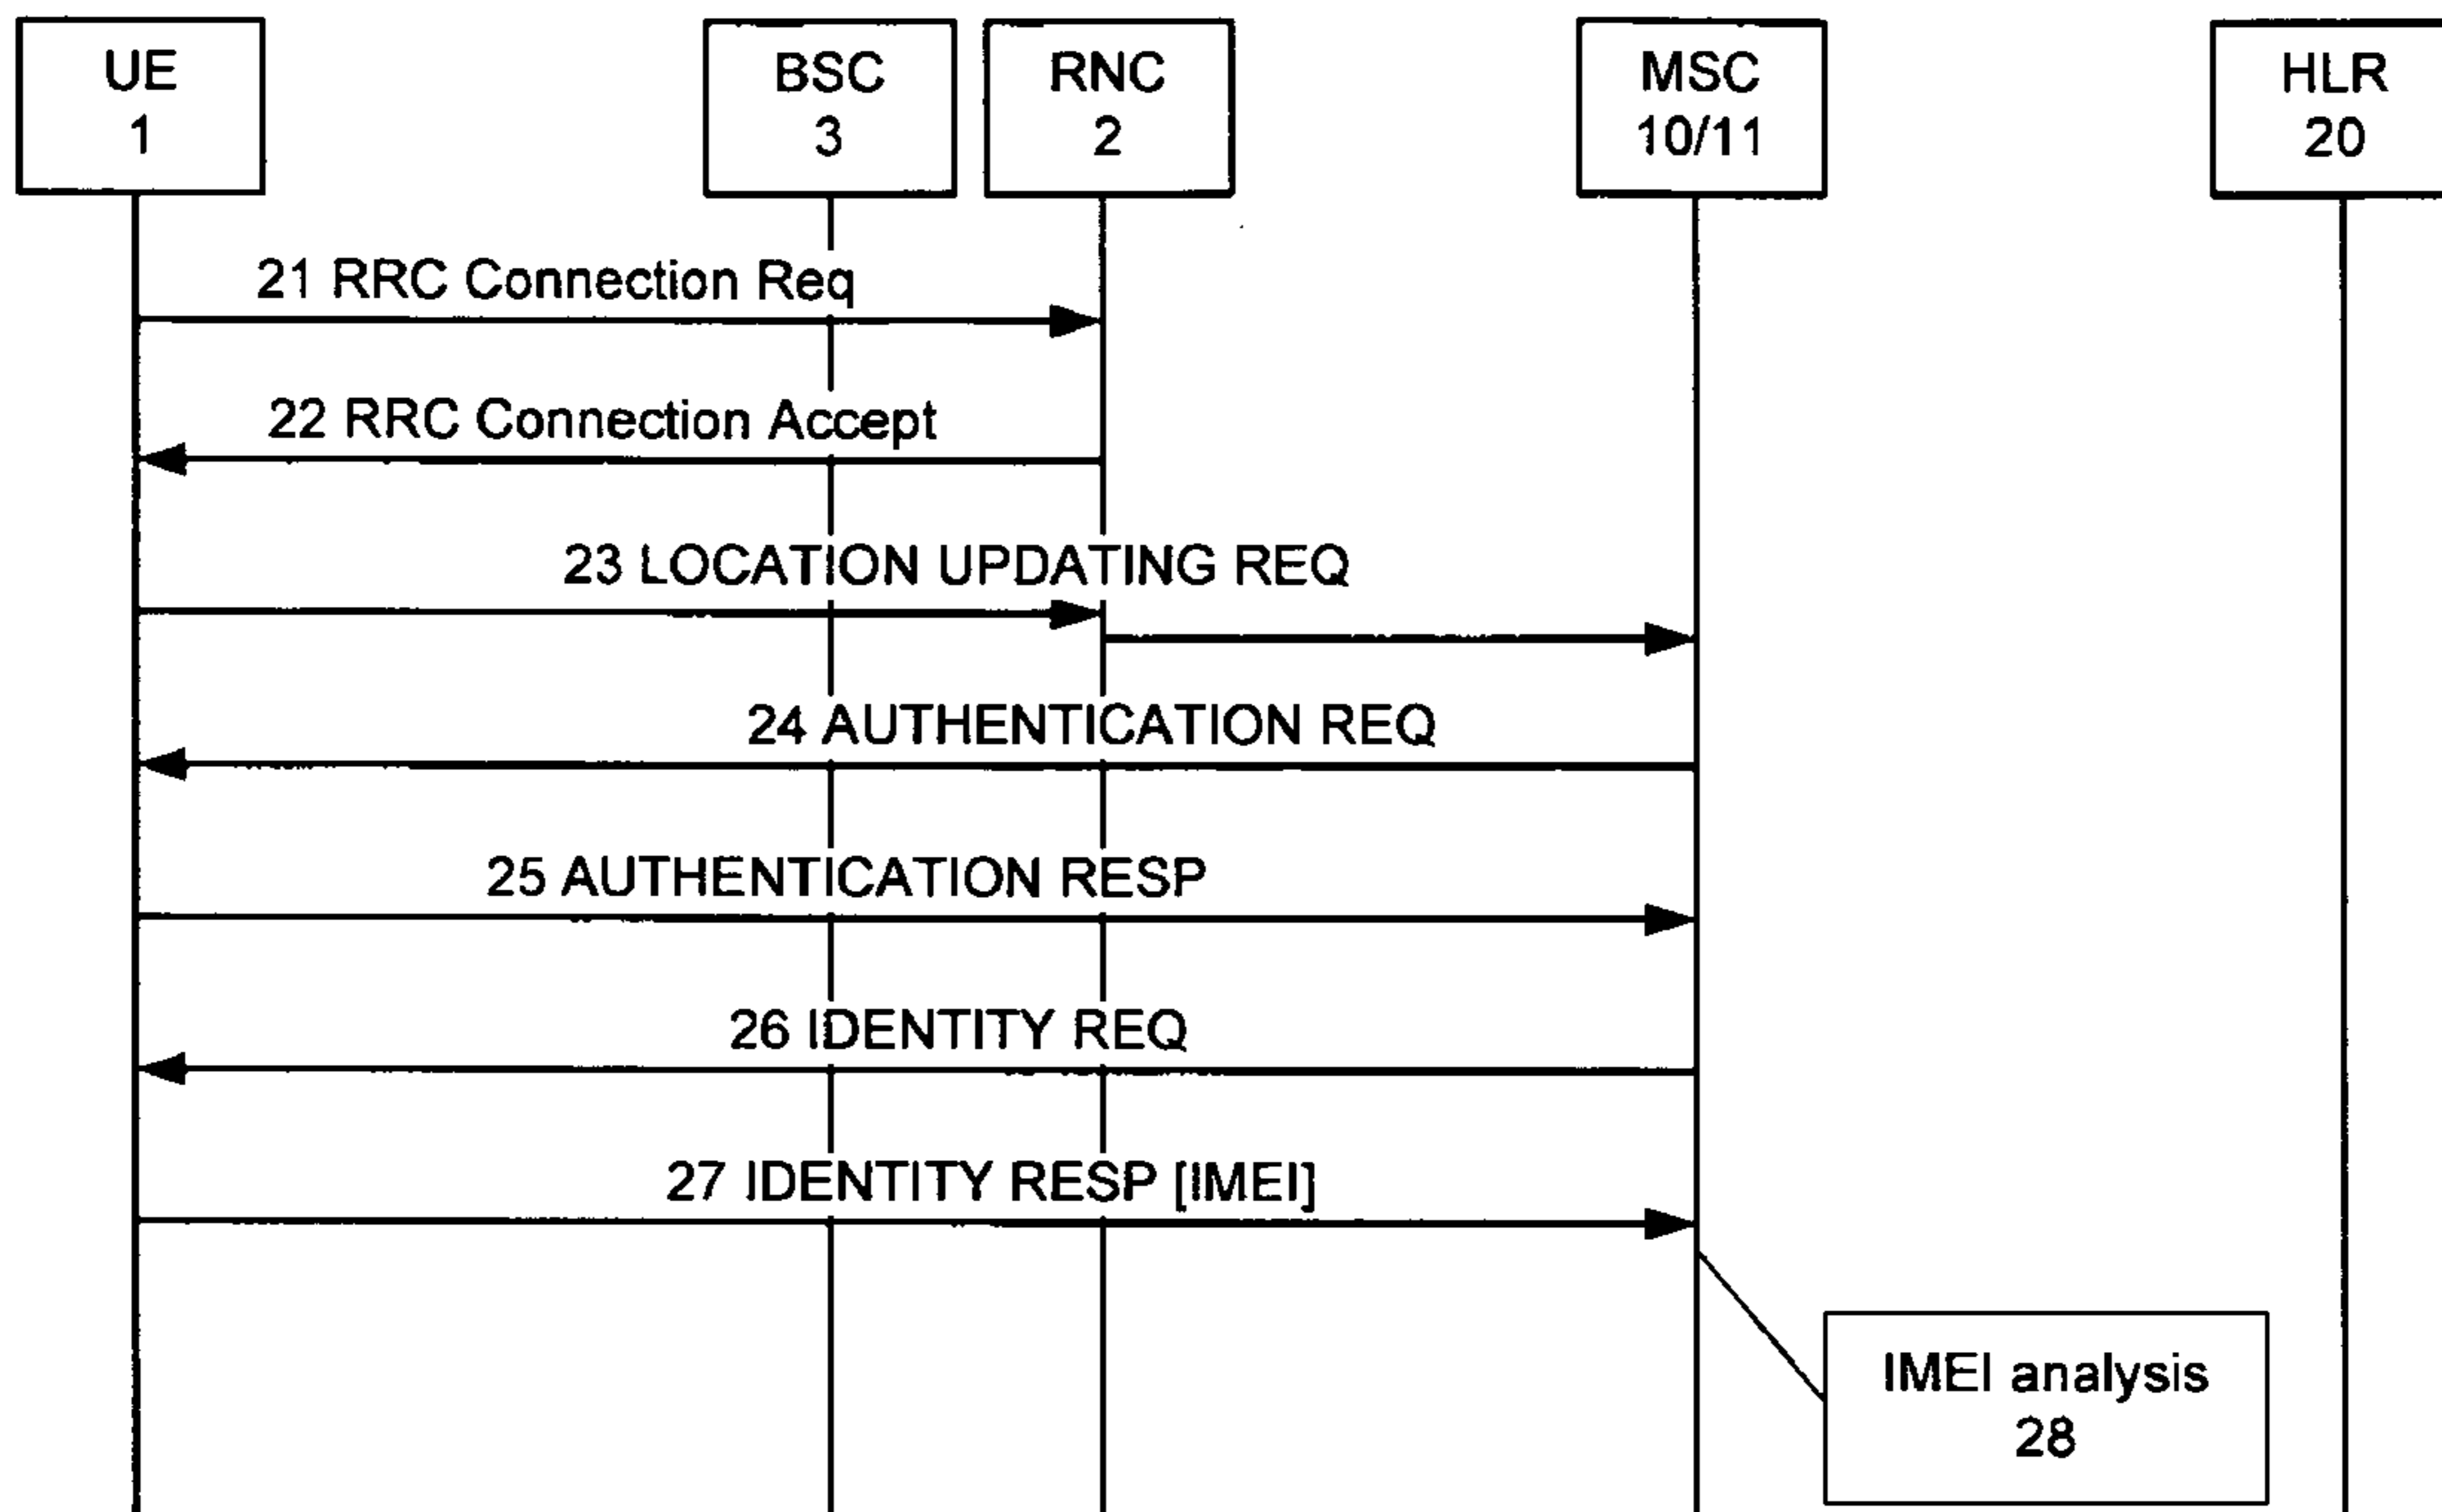 UE
1
BSC
3
RNC
2
MSC
10/11
HLR
20
21 RRC Connection Req
22 RRC Connection Accept
23 LOCATION UPDATING REQ
24 AUTHENTICATION REQ
25 AUTHENTICATION RESP
26 IDENTITY REQ
27 IDENTITY RESP [IMEI]
IMEI analysis
28